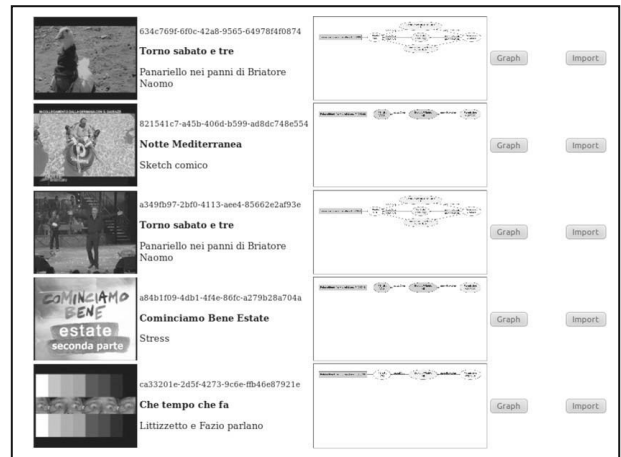 634c769f-6f0c-42a8-9565-64978f4f0874
Torno sabato e tre
Panariello nei panni di Briatore
Naomo
Graph
Import
821541c7-a45b-406d-b599-ad8dc748e554
Notte Mediterranea
Sketch comico
Graph
Import
a349fb97-2bf0-4113-aee4-85662e2af93e
Torno sabato e tre
Panariello nei panni di Briatore
Naomo
Graph
Import
COMINCIAMO
BENE
estate
seconda parte
a84b1f09-4db1-4f4e-86fc-a279b28a704a
Cominciamo Bene Estate
Stress
Graph
Import
ca33201e-2d5f-4273-9c6e-ffb46e87921e
Che tempo che fa
Littizzetto e Fazio parlano
Graph
Import